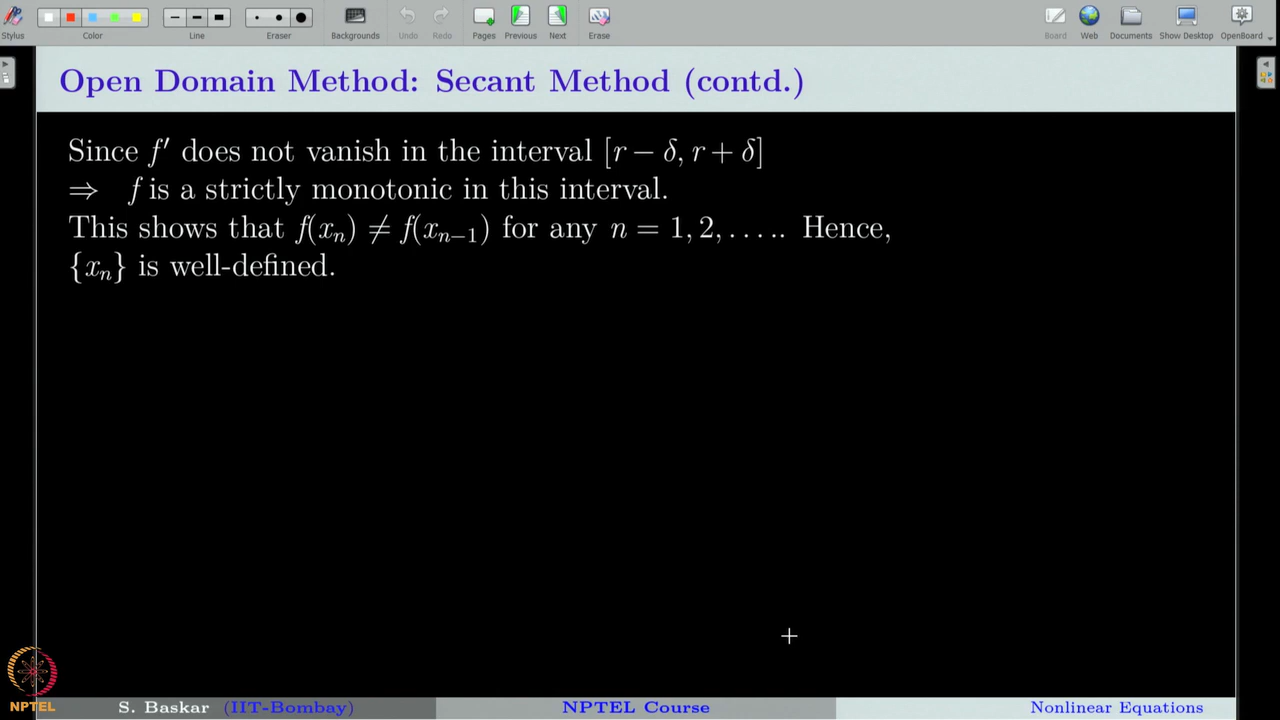 Stylus Color Line Eraser Backgrounds Undo Redo Pages Previous Next Erase Board Web Documents Show Desktop OpenBoard
Open Domain Method: Secant Method (contd.)
Since f′ does not vanish in the interval [r − δ, r + δ]
⇒ f is a strictly monotonic in this interval.
This shows that f(xₙ) ≠ f(xₙ₋₁) for any n = 1, 2, . . . .. Hence,
{xₙ} is well-defined.
NPTEL
S. Baskar (IIT-Bombay) NPTEL Course Nonlinear Equations